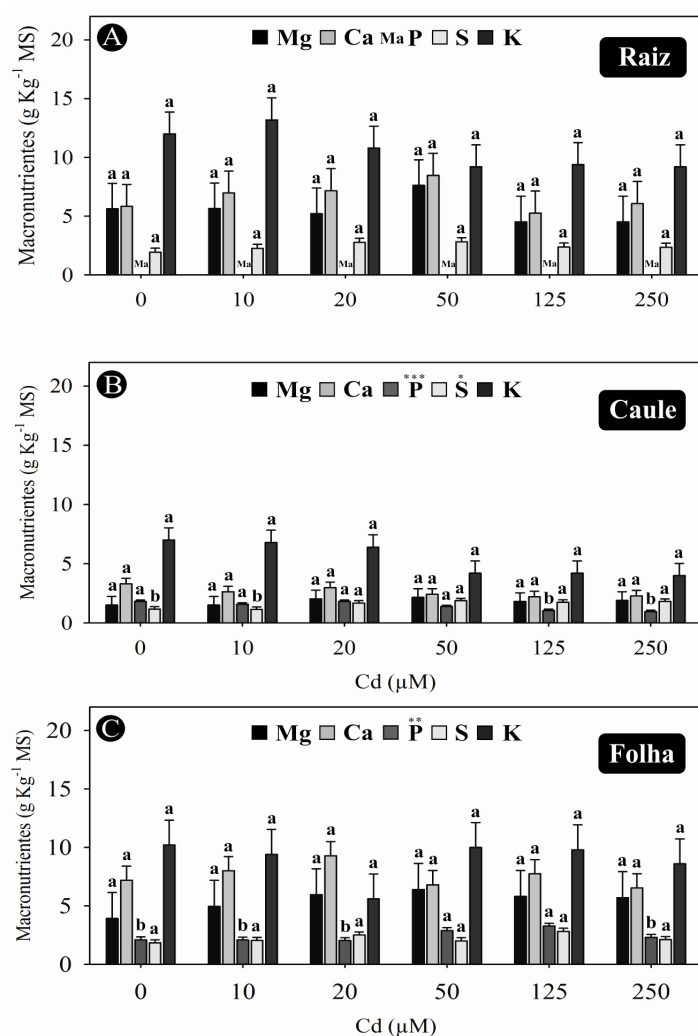 A Mg Ca Ma P S K
Raiz
Macronutrientes (g Kg-1 MS)
20
15
10
5
0
a a Ma a a
a a Ma a a
a a Ma a a
a a Ma a a
a a Ma a a
a a Ma a a
0 10 20 50 125 250
B Mg Ca P*** S* K
Caule
Macronutrientes (g Kg-1 MS)
20
15
10
5
0
a a a b a
a a a b a
a a a a a
a a a a a
a a b a a
a a b a a
0 10 20 50 125 250
Cd (µM)
C Mg Ca P** S K
Folha
Macronutrientes (g Kg-1 MS)
20
15
10
5
0
a a b a a
a a b a a
a a b a a
a a a a a
a a a a a
a a b a a
0 10 20 50 125 250
Cd (µM)